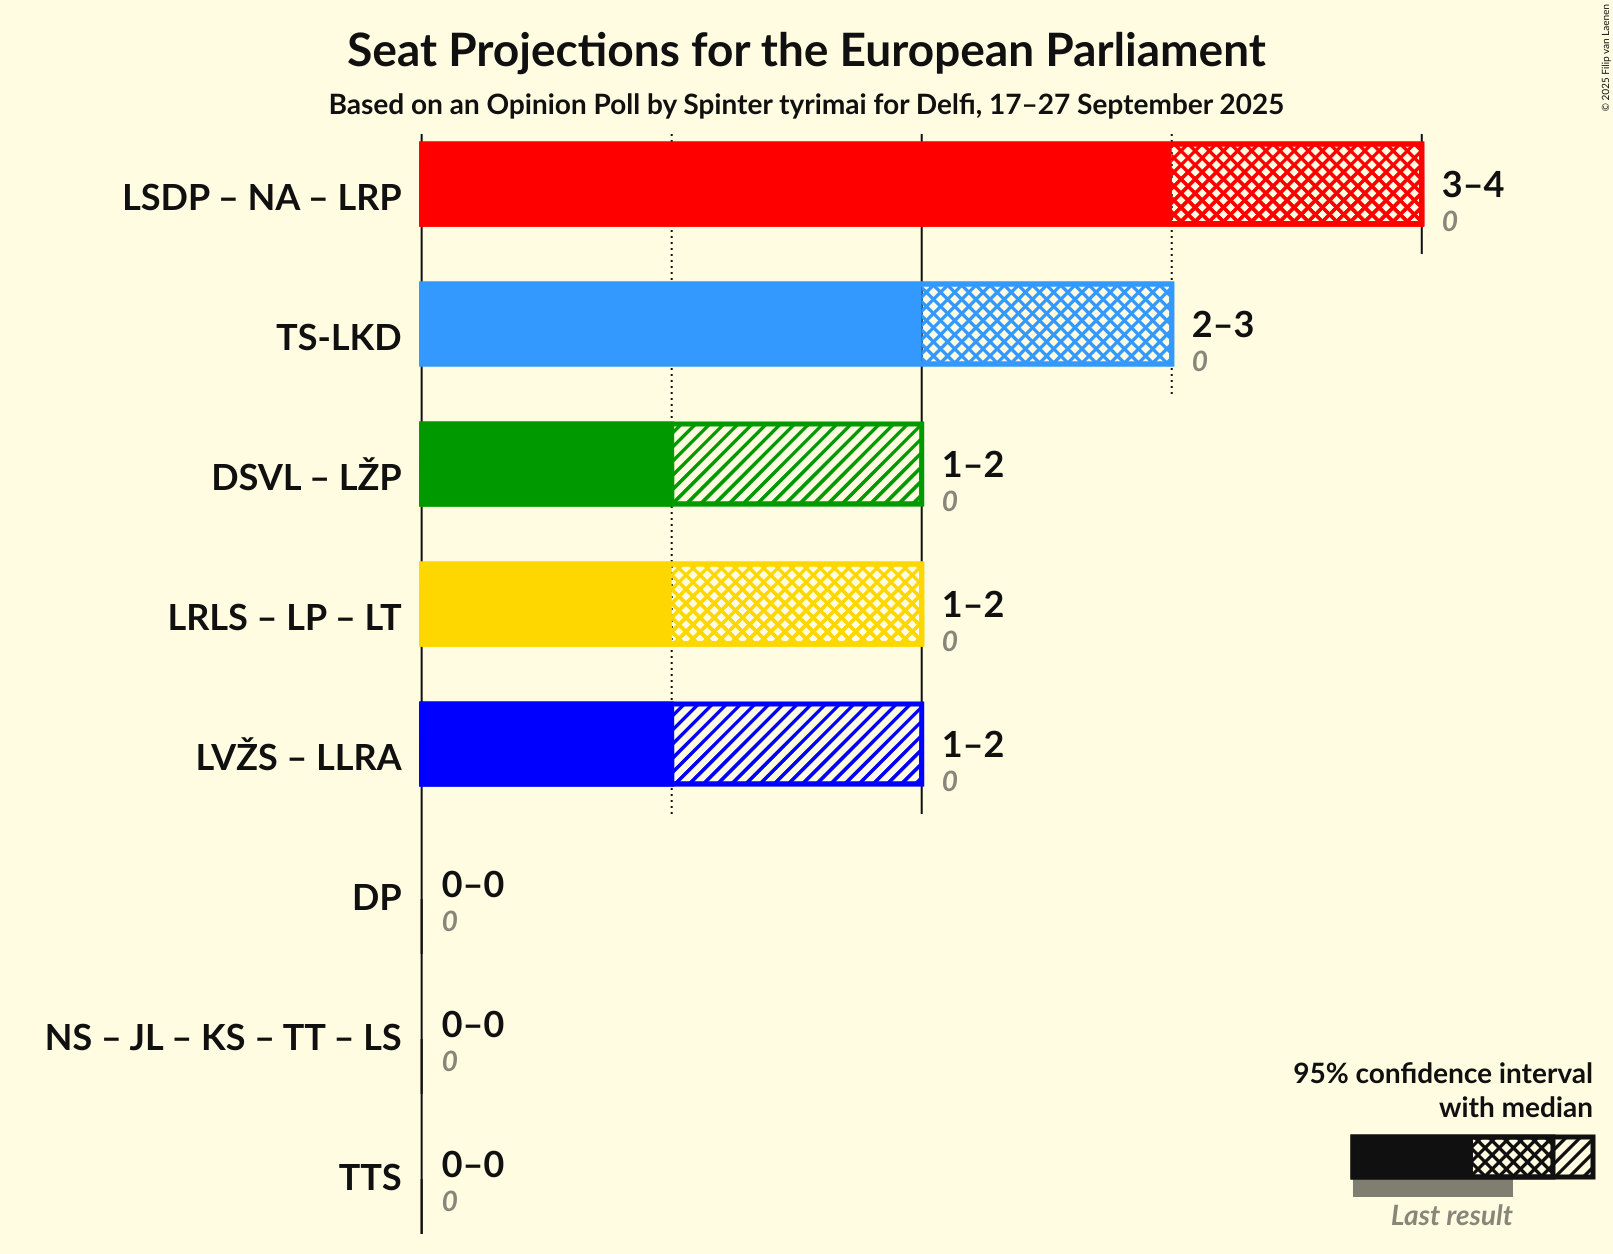 Seat Projections for the European Parliament
Based on an Opinion Poll by Spinter tyrimai for Delfi, 17–27 September 2025
© 2025 Filip van Laenen
LSDP – NA – LRP
3–4
0
TS-LKD
2–3
0
DSVL – LŽP
1–2
0
LRLS – LP – LT
1–2
0
LVŽS – LLRA
1–2
0
DP
0–0
0
NS – JL – KS – TT – LS
0–0
0
TTS
0–0
0
95% confidence interval
with median
Last result